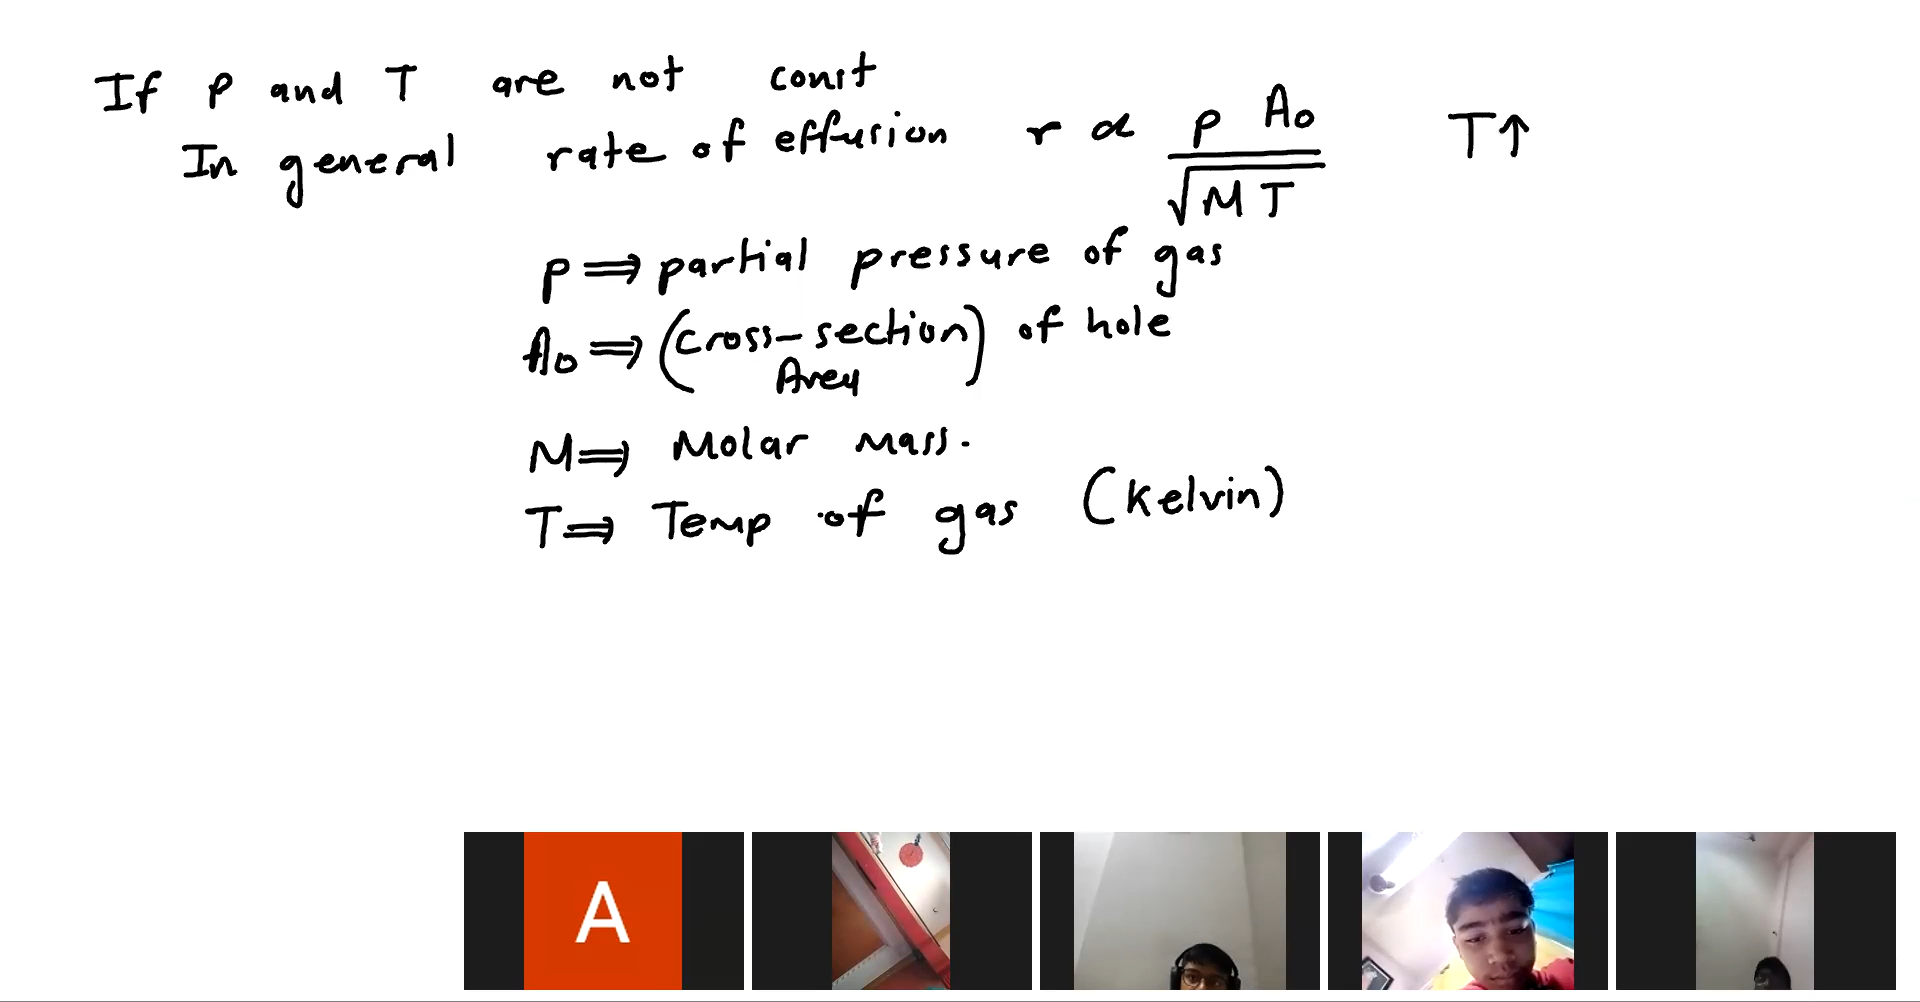 If P and T are not const
In general rate of effusion r ∝ p A₀ / √MT T↑
p ⇒ partial pressure of gas
A₀ ⇒ (cross-section Area) of hole
M ⇒ Molar mass.
T ⇒ Temp of gas (Kelvin)
A